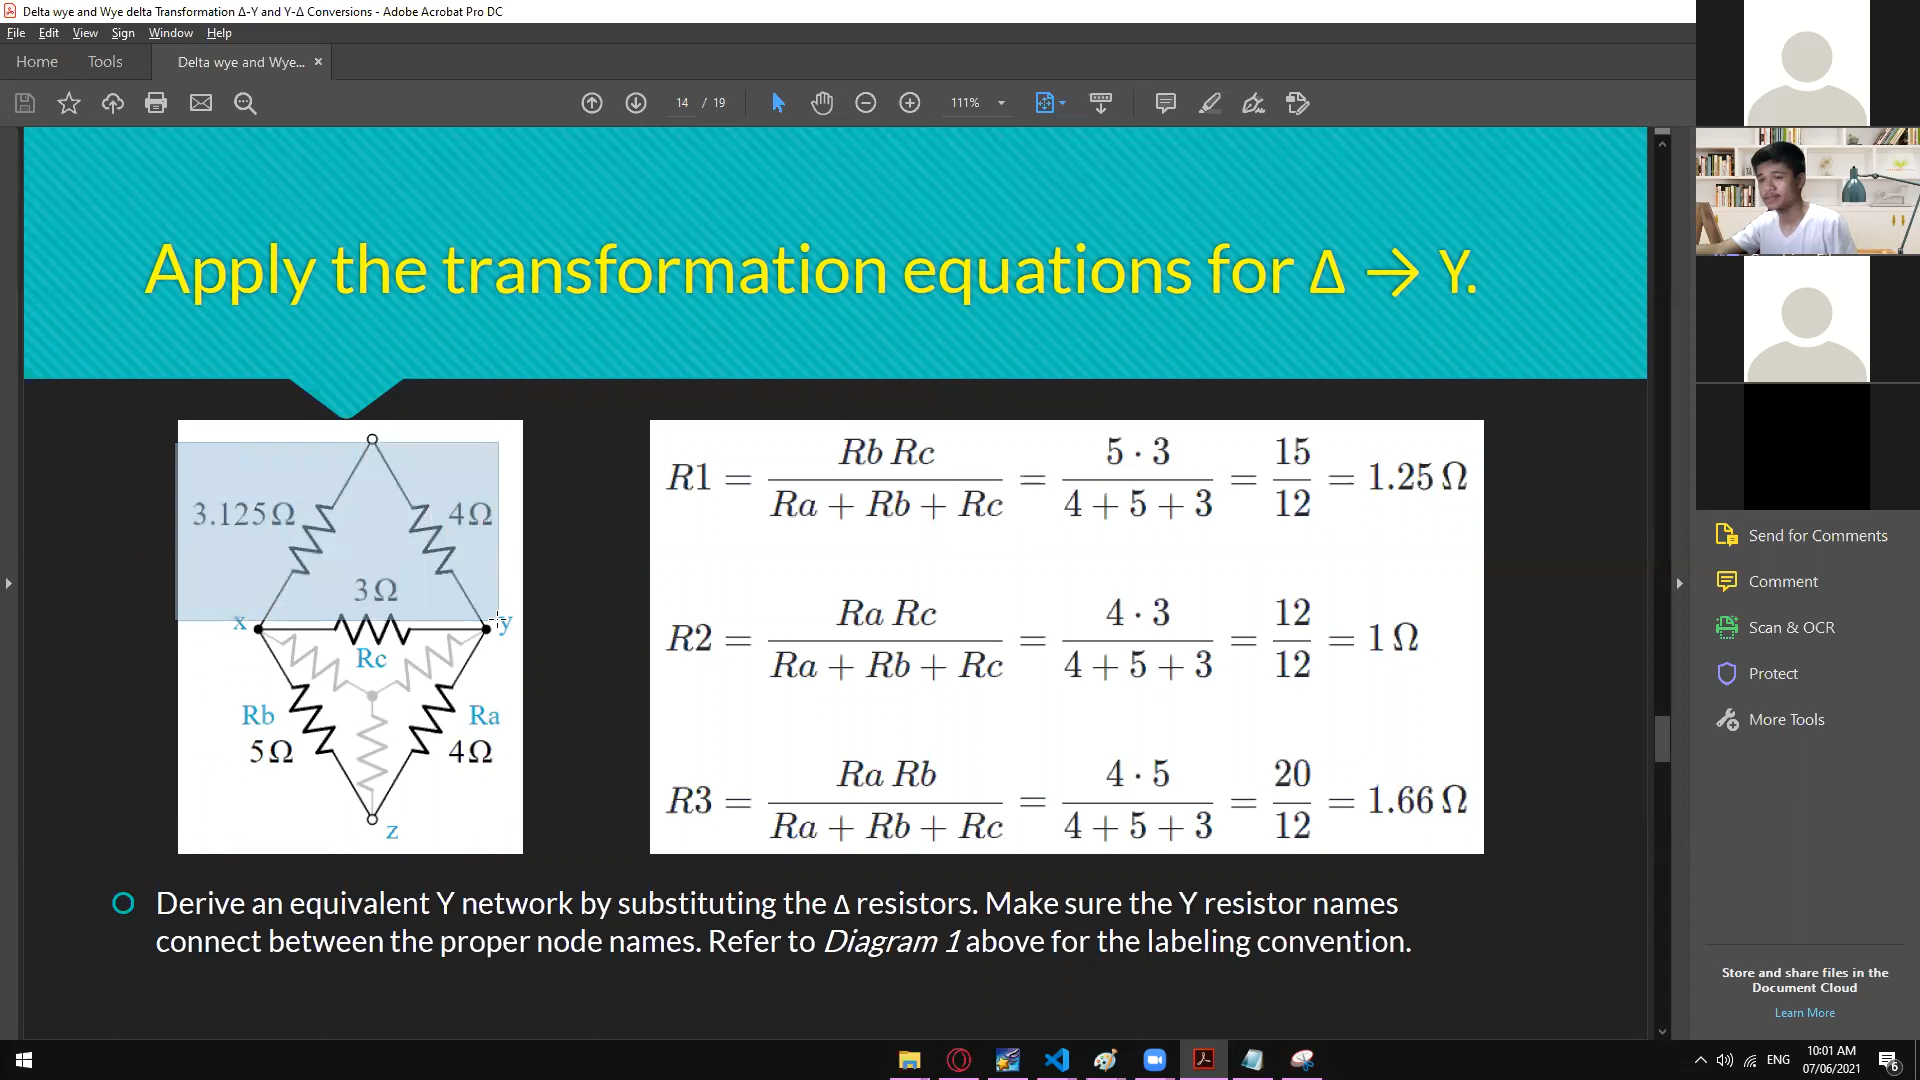 Delta wye and Wye delta Transformation Δ-Y and Y-Δ Conversions - Adobe Acrobat Pro DC
File Edit View Sign Window Help
Home Tools Delta wye and Wye... ×
14 / 19 111%
Apply the transformation equations for Δ → Y.
3.125Ω 4Ω
3Ω
x y
Rc
Rb Ra
5Ω 4Ω
z
R1 = Rb Rc / Ra + Rb + Rc = 5 · 3 / 4 + 5 + 3 = 15 / 12 = 1.25 Ω
R2 = Ra Rc / Ra + Rb + Rc = 4 · 3 / 4 + 5 + 3 = 12 / 12 = 1 Ω
R3 = Ra Rb / Ra + Rb + Rc = 4 · 5 / 4 + 5 + 3 = 20 / 12 = 1.66 Ω
Derive an equivalent Y network by substituting the Δ resistors. Make sure the Y resistor names
connect between the proper node names. Refer to Diagram 1 above for the labeling convention.
Send for Comments
Comment
Scan & OCR
Protect
More Tools
Store and share files in the
Document Cloud
Learn More
ENG
10:01 AM
07/06/2021
6